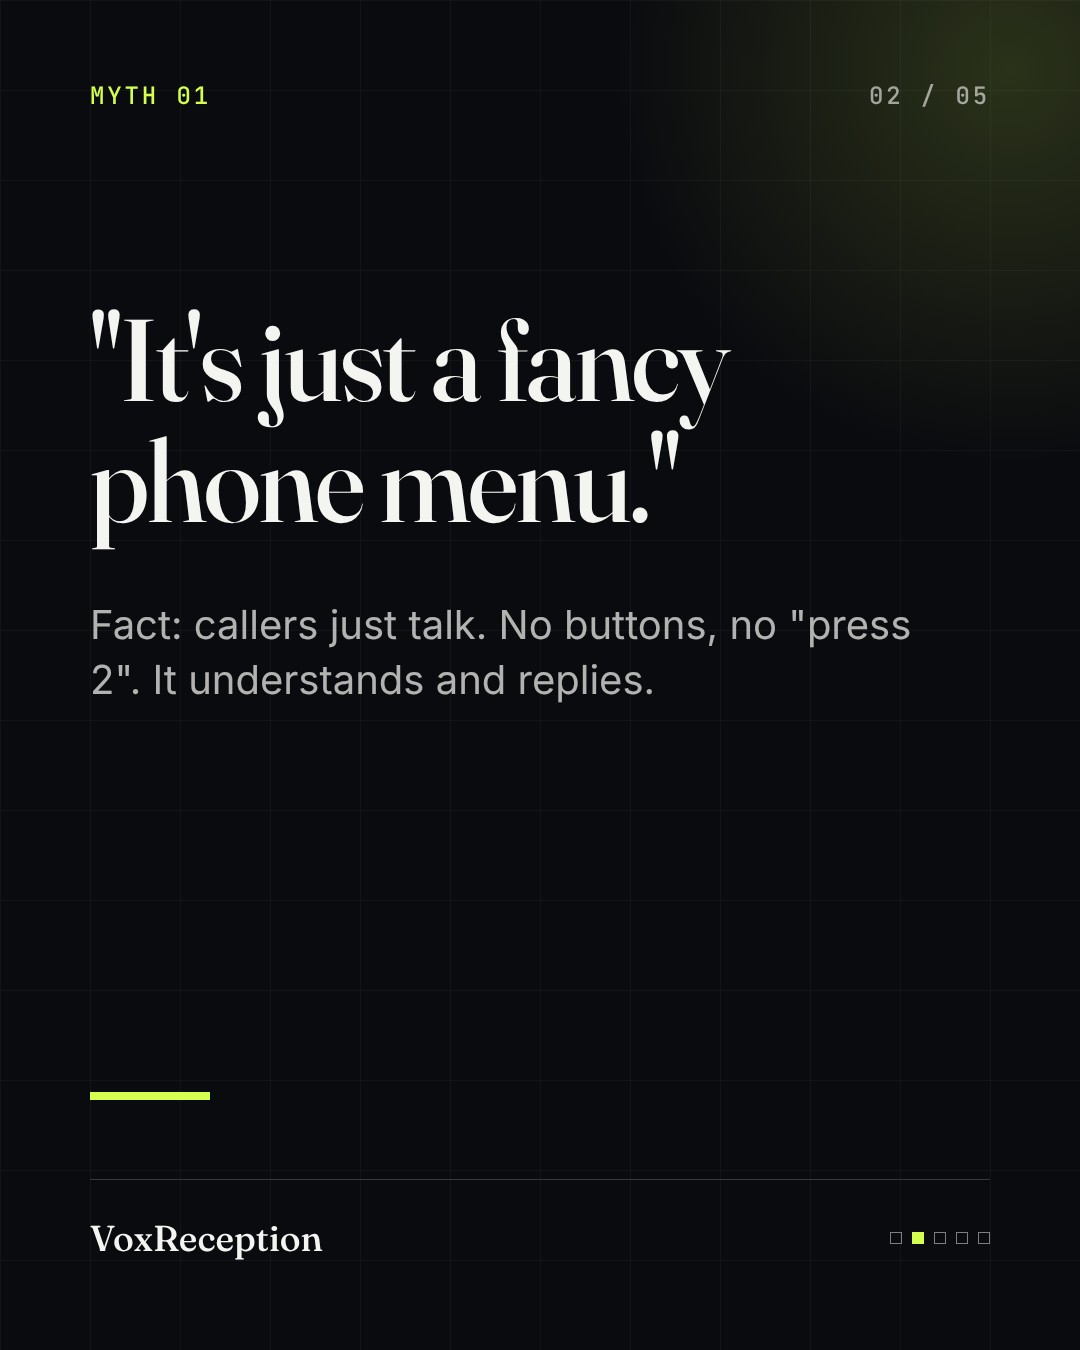 MYTH 01
02 / 05
"It's just a fancy
phone menu."
Fact: callers just talk. No buttons, no "press
2". It understands and replies.
VoxReception